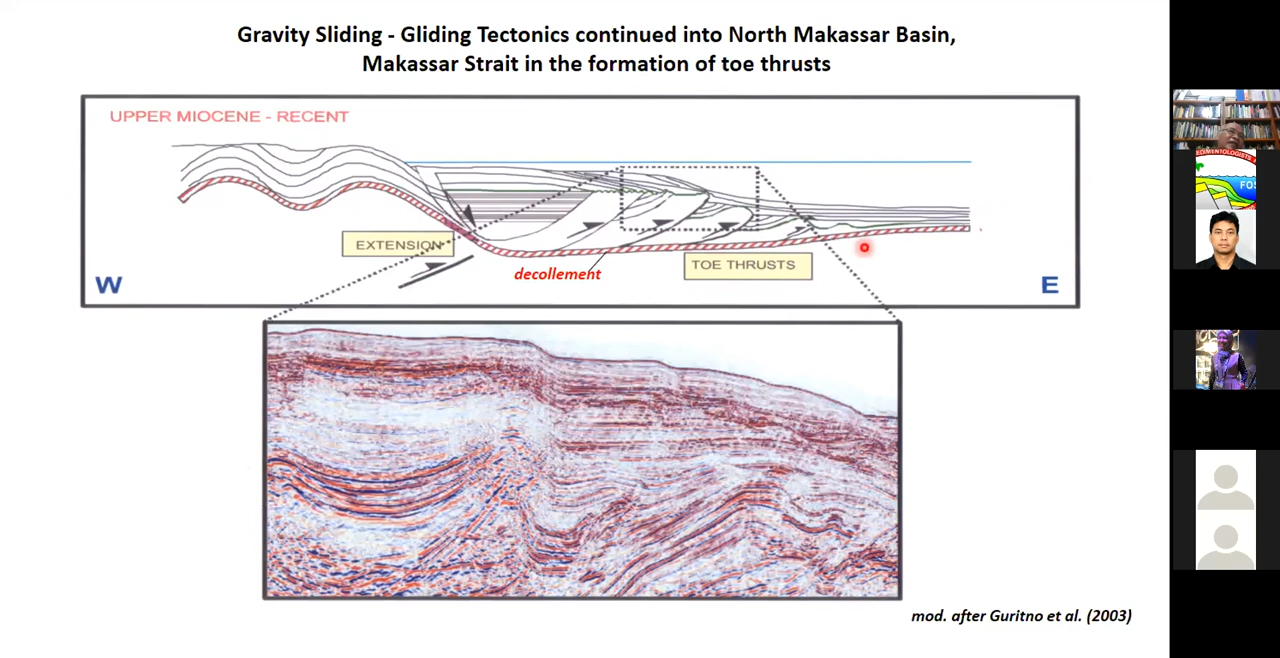 Gravity Sliding - Gliding Tectonics continued into North Makassar Basin,
Makassar Strait in the formation of toe thrusts
UPPER MIOCENE - RECENT
EXTENSION
decollement
TOE THRUSTS
W
E
mod. after Guritno et al. (2003)
FO